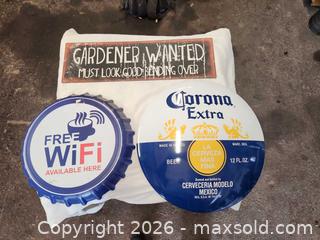 GARDENER WANTED
MUST LOOK GOOD BENDING OVER
FREE
WiFi
AVAILABLE HERE
Corona
Extra
LA
CERVEZA
MAS
FINA
BEER
12 FL. OZ.
CERVECERIA MODELO
MEXICO
Copyright 2026 - maxsold.com